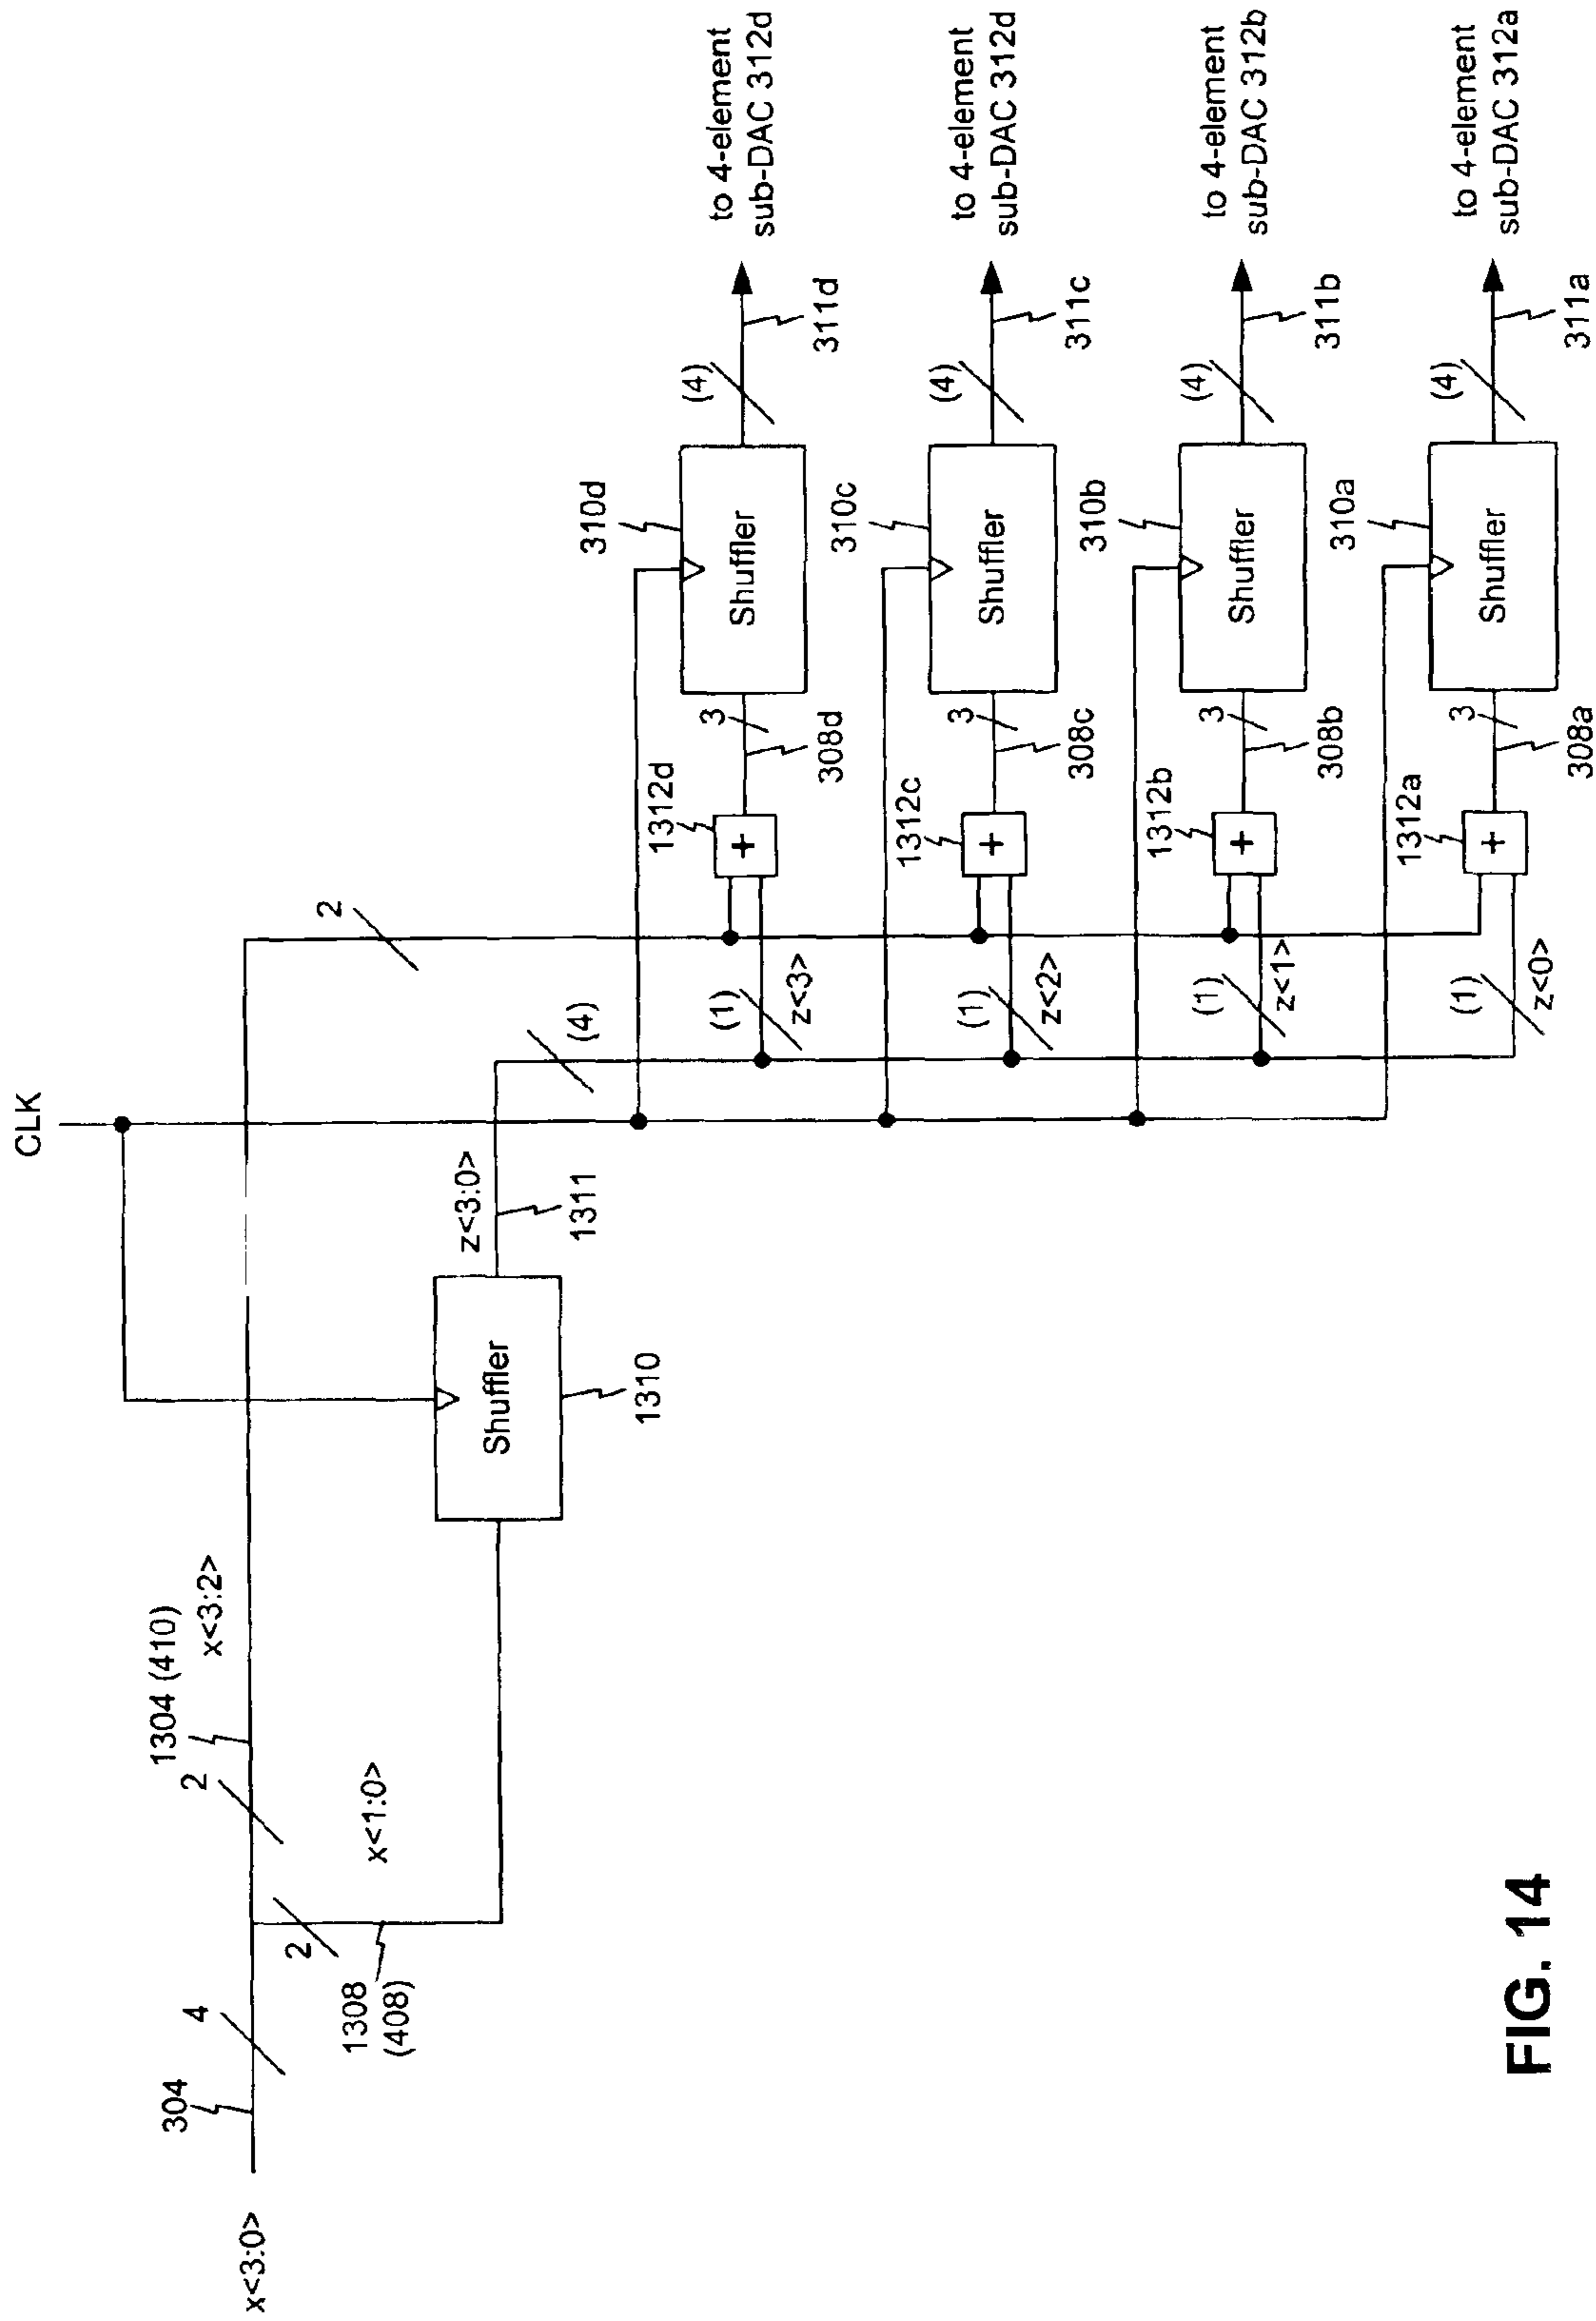 x<3:0>
304
4
1308
(408)
2
x<1:0>
2
1304 (410)
x<3:2>
Shuffler
1310
z<3:0>
1311
CLK
(4)
2
(1)
z<3>
1312d
+
3
308d
310d
Shuffler
(4)
311d
to 4-element
sub-DAC 312d
(1)
z<2>
1312c
+
3
308c
310c
Shuffler
(4)
311c
to 4-element
sub-DAC 312d
(1)
z<1>
1312b
+
3
308b
310b
Shuffler
(4)
311b
to 4-element
sub-DAC 312b
(1)
z<0>
1312a
+
3
308a
310a
Shuffler
(4)
311a
to 4-element
sub-DAC 312a
FIG. 14